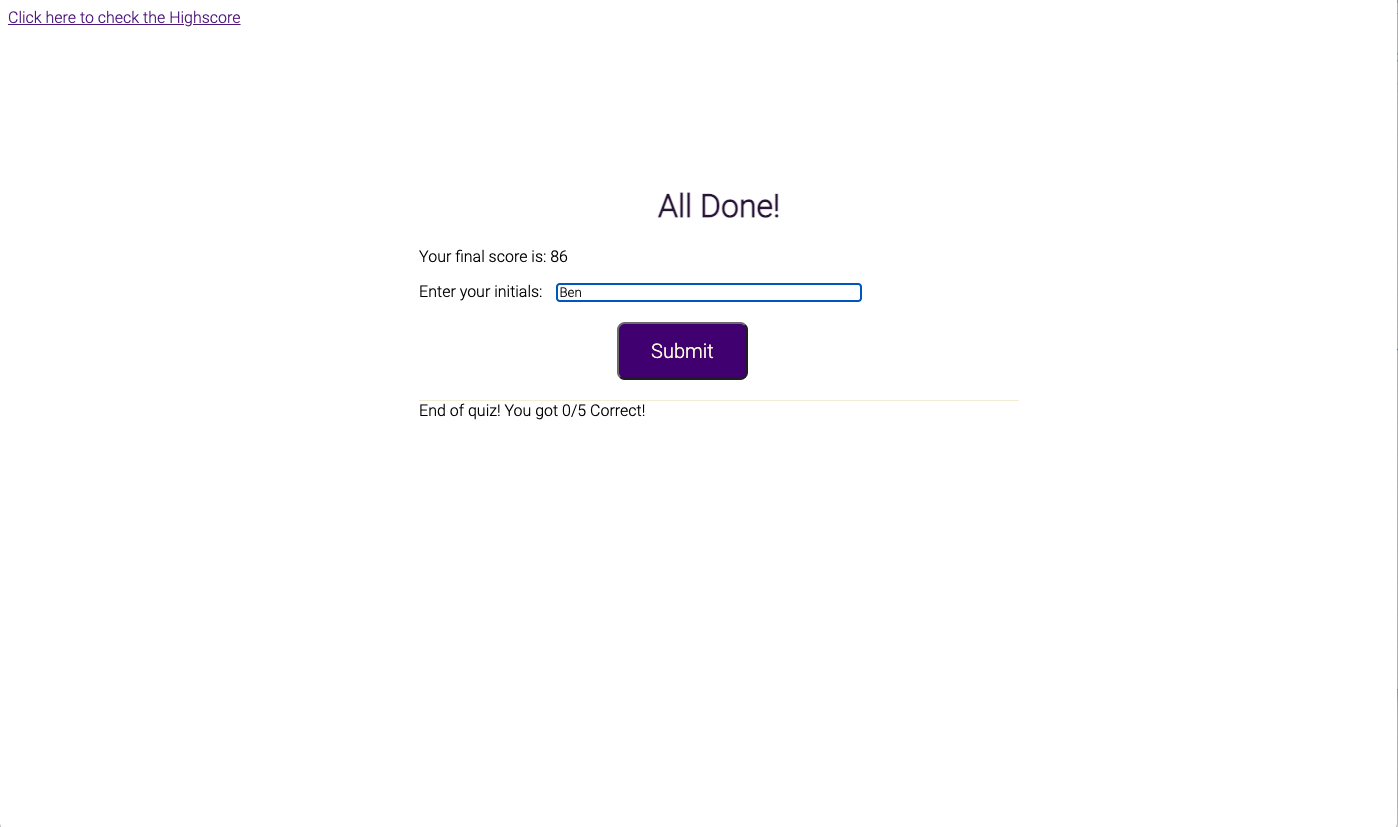 Click here to check the Highscore
All Done!
Your final score is: 86
Enter your initials: Ben
Submit
End of quiz! You got 0/5 Correct!